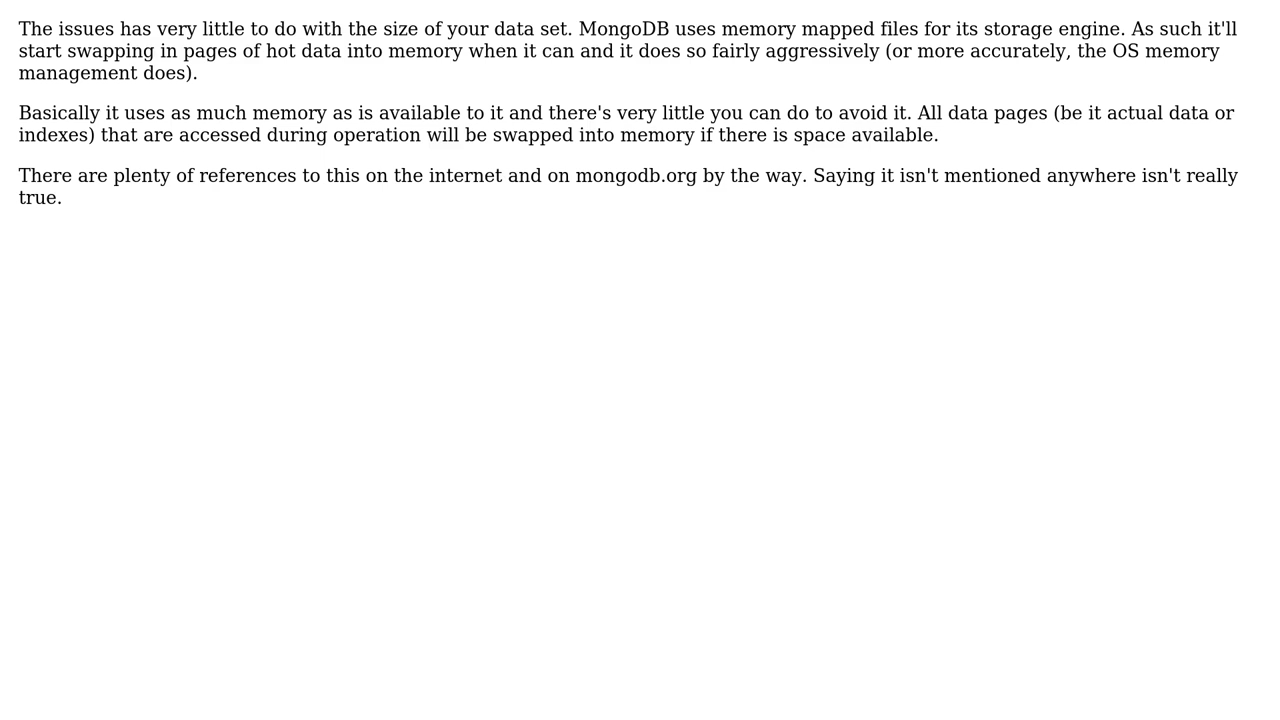 The issues has very little to do with the size of your data set. MongoDB uses memory mapped files for its storage engine. As such it'll
start swapping in pages of hot data into memory when it can and it does so fairly aggressively (or more accurately, the OS memory
management does).
Basically it uses as much memory as is available to it and there's very little you can do to avoid it. All data pages (be it actual data or
indexes) that are accessed during operation will be swapped into memory if there is space available.
There are plenty of references to this on the internet and on mongodb.org by the way. Saying it isn't mentioned anywhere isn't really
true.